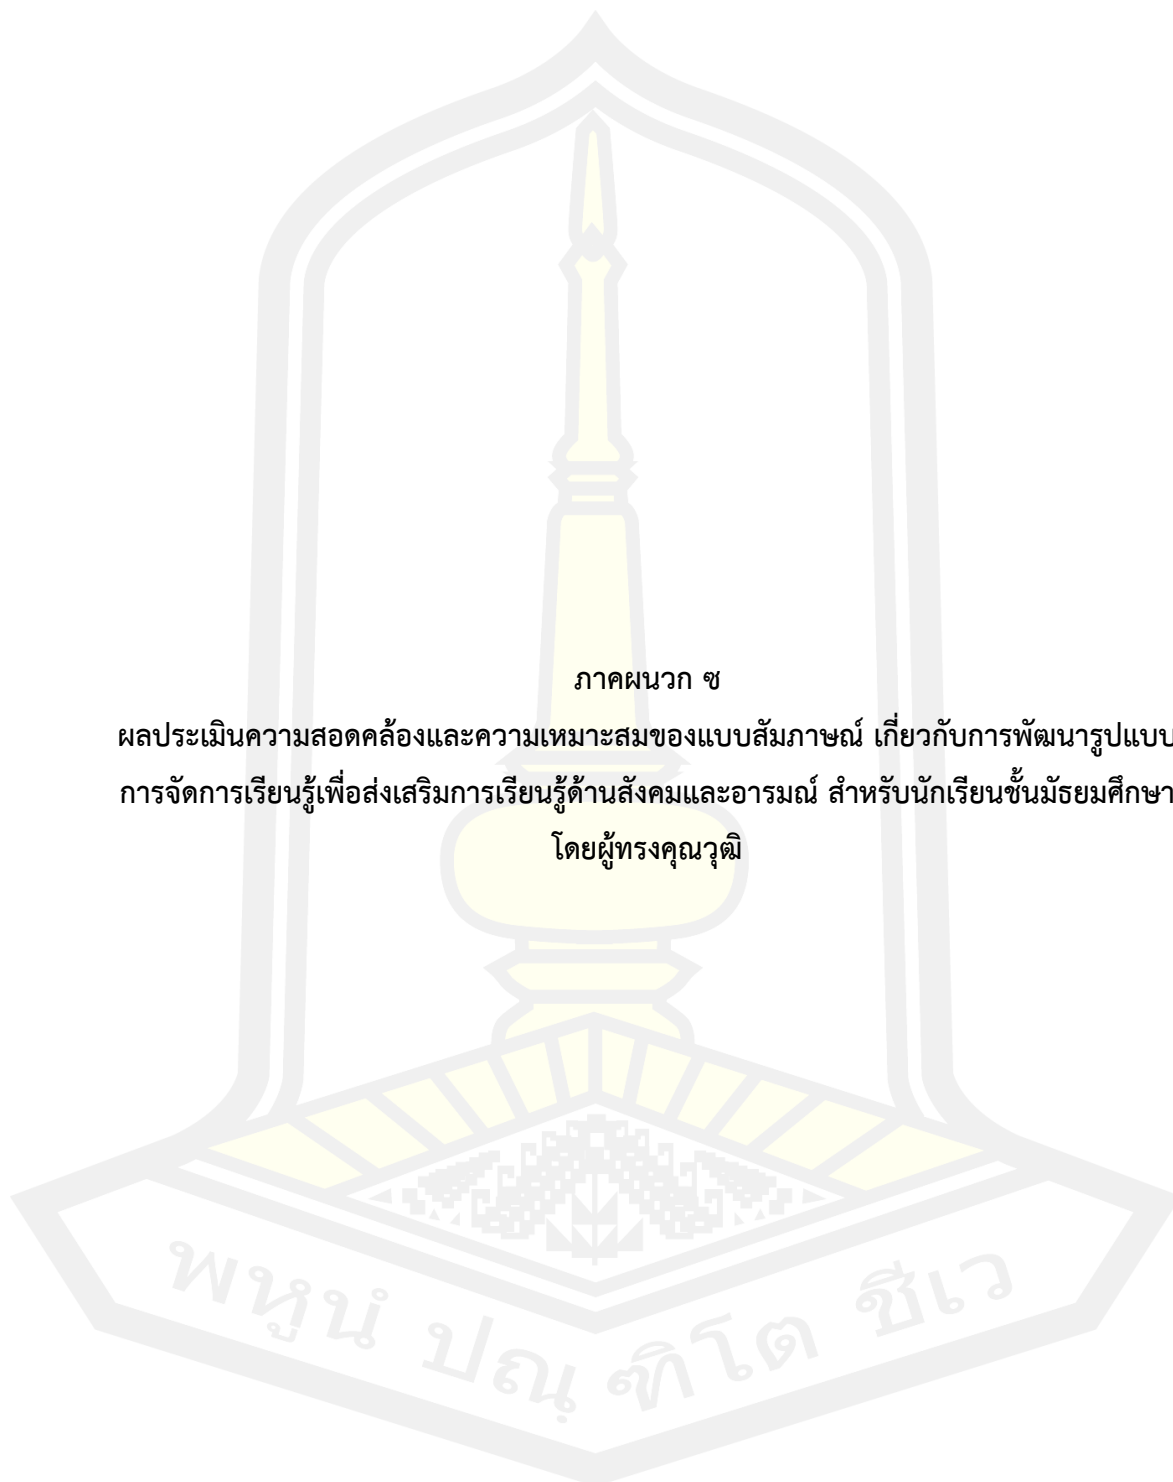 ภาคผนวก ซ
ผลประเมินความสอดคล้องและความเหมาะสมของแบบสัมภาษณ์ เกี่ยวกับการพัฒนารูปแบบ
การจัดการเรียนรู้เพื่อส่งเสริมการเรียนรู้ด้านสังคมและอารมณ์ สำหรับนักเรียนชั้นมัธยมศึกษา
โดยผู้ทรงคุณวุฒิ
พหูนํ ปณฺฑิโต ชีเว